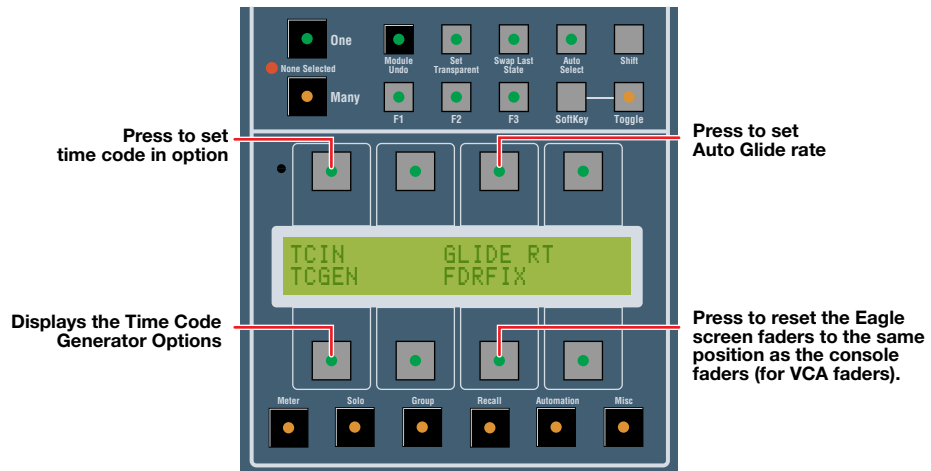 One
None Selected
Many
Module
Undo
Set
Transparent
Swap Last
State
Auto
Select
Shift
F1
F2
F3
SoftKey
Toggle
Press to set
time code in option
Press to set
Auto Glide rate
TCIN GLIDE RT
TCGEN FDRFIX
Displays the Time Code
Generator Options
Press to reset the Eagle
screen faders to the same
position as the console
faders (for VCA faders).
Meter Solo Group Recall Automation Misc